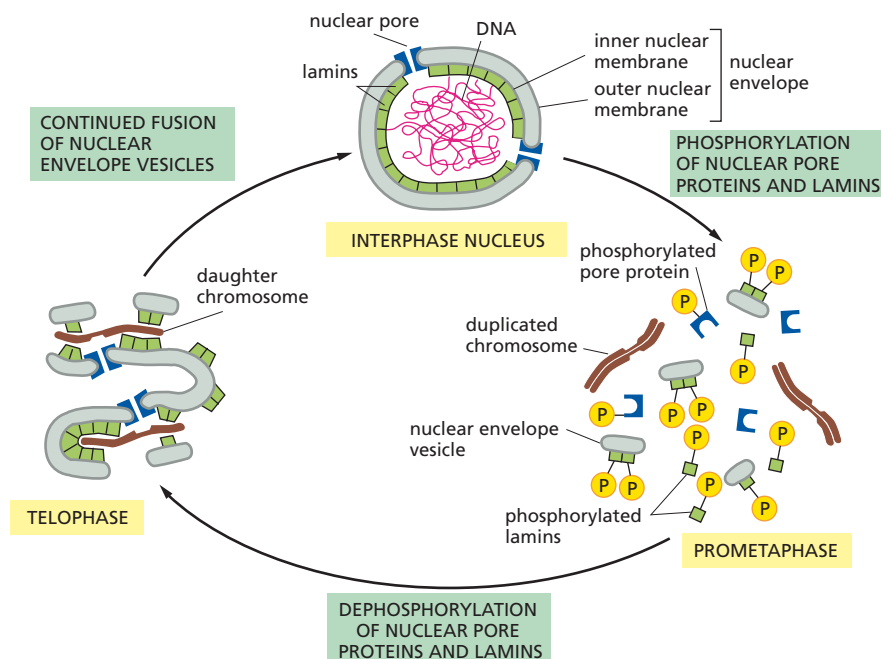 nuclear pore
DNA
lamins
inner nuclear
membrane
outer nuclear
membrane
nuclear
envelope
CONTINUED FUSION
OF NUCLEAR
ENVELOPE VESICLES
PHOSPHORYLATION
OF NUCLEAR PORE
PROTEINS AND LAMINS
INTERPHASE NUCLEUS
daughter
chromosome
phosphorylated
pore protein
duplicated
chromosome
nuclear envelope
vesicle
phosphorylated
lamins
P
P
P
P
P
P
P
P
P
P
P
P
P
TELOPHASE
PROMETAPHASE
DEPHOSPHORYLATION
OF NUCLEAR PORE
PROTEINS AND LAMINS